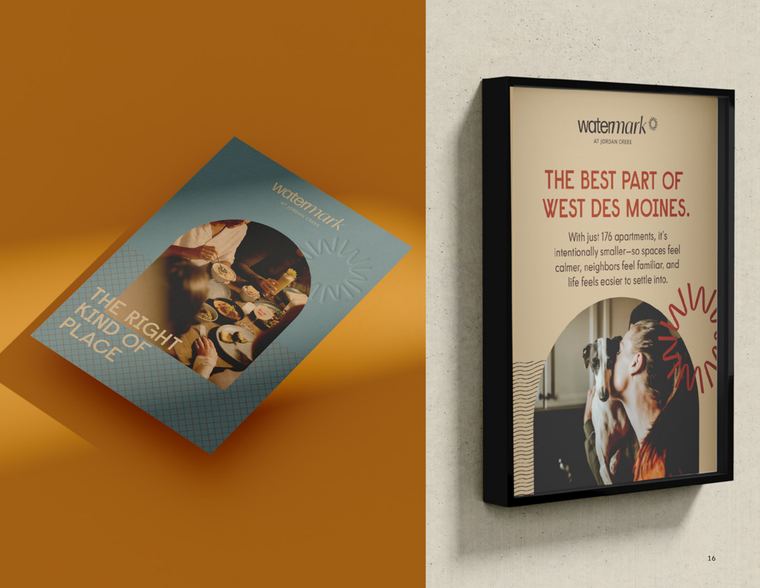 watermark
AT JORDAN CREEK
THE RIGHT
KIND OF
PLACE
watermark
AT JORDAN CREEK
THE BEST PART OF
WEST DES MOINES.
With just 176 apartments, it's
intentionally smaller—so spaces feel
calmer, neighbors feel familiar, and
life feels easier to settle into.
16